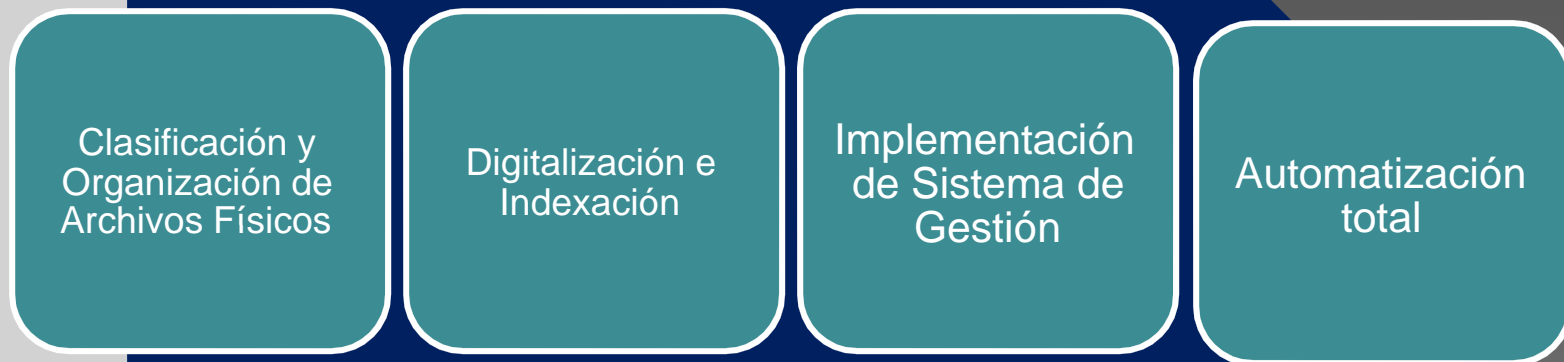 Clasificación y
Organización de
Archivos Físicos
Digitalización e
Indexación
Implementación
de Sistema de
Gestión
Automatización
total